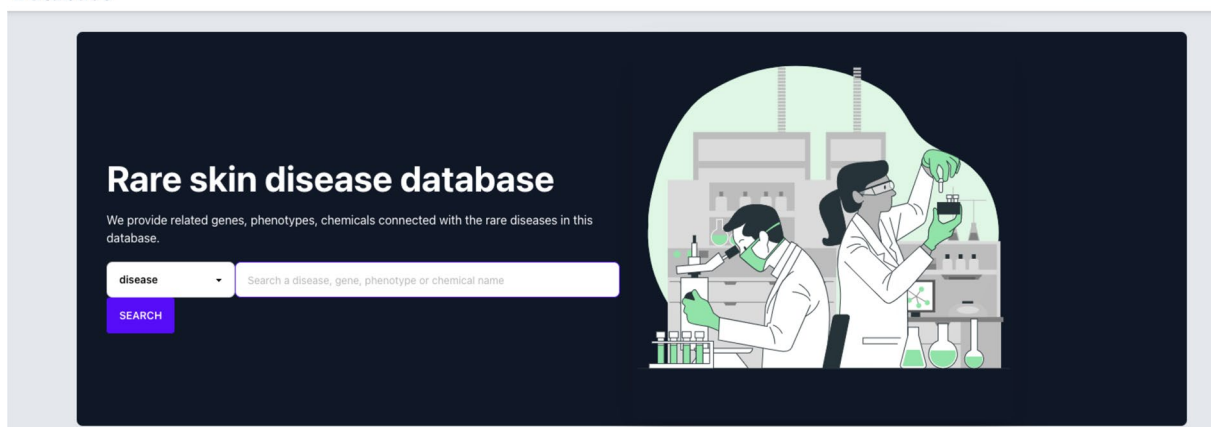 Rare skin disease database
We provide related genes, phenotypes, chemicals connected with the rare diseases in this
database.
disease
Search a disease, gene, phenotype or chemical name
SEARCH